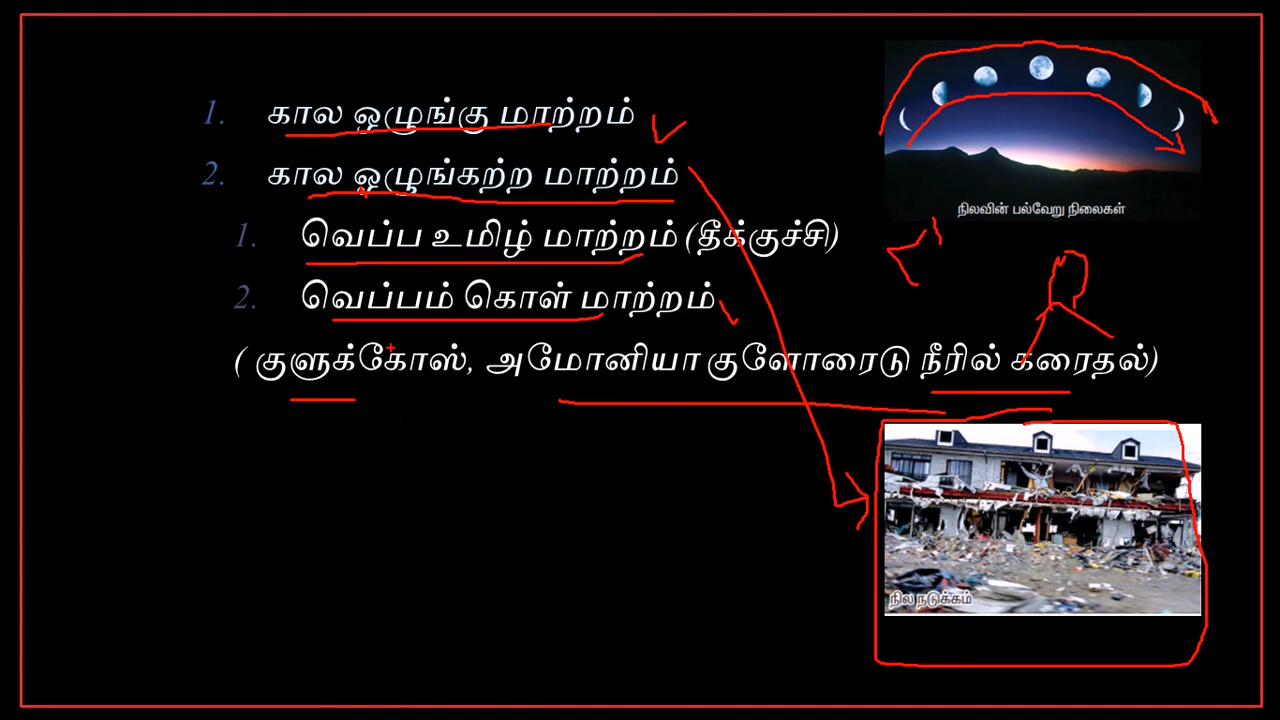 1. கால ஒழுங்கு மாற்றம்
2. கால ஒழுங்கற்ற மாற்றம்
1. வெப்ப உமிழ் மாற்றம் (தீக்குச்சி)
2. வெப்பம் கொள் மாற்றம்
( குளுக்கோஸ், அமோனியா குளோரைடு நீரில் கரைதல்)
நிலவின் பல்வேறு நிலைகள்
நில நடுக்கம்